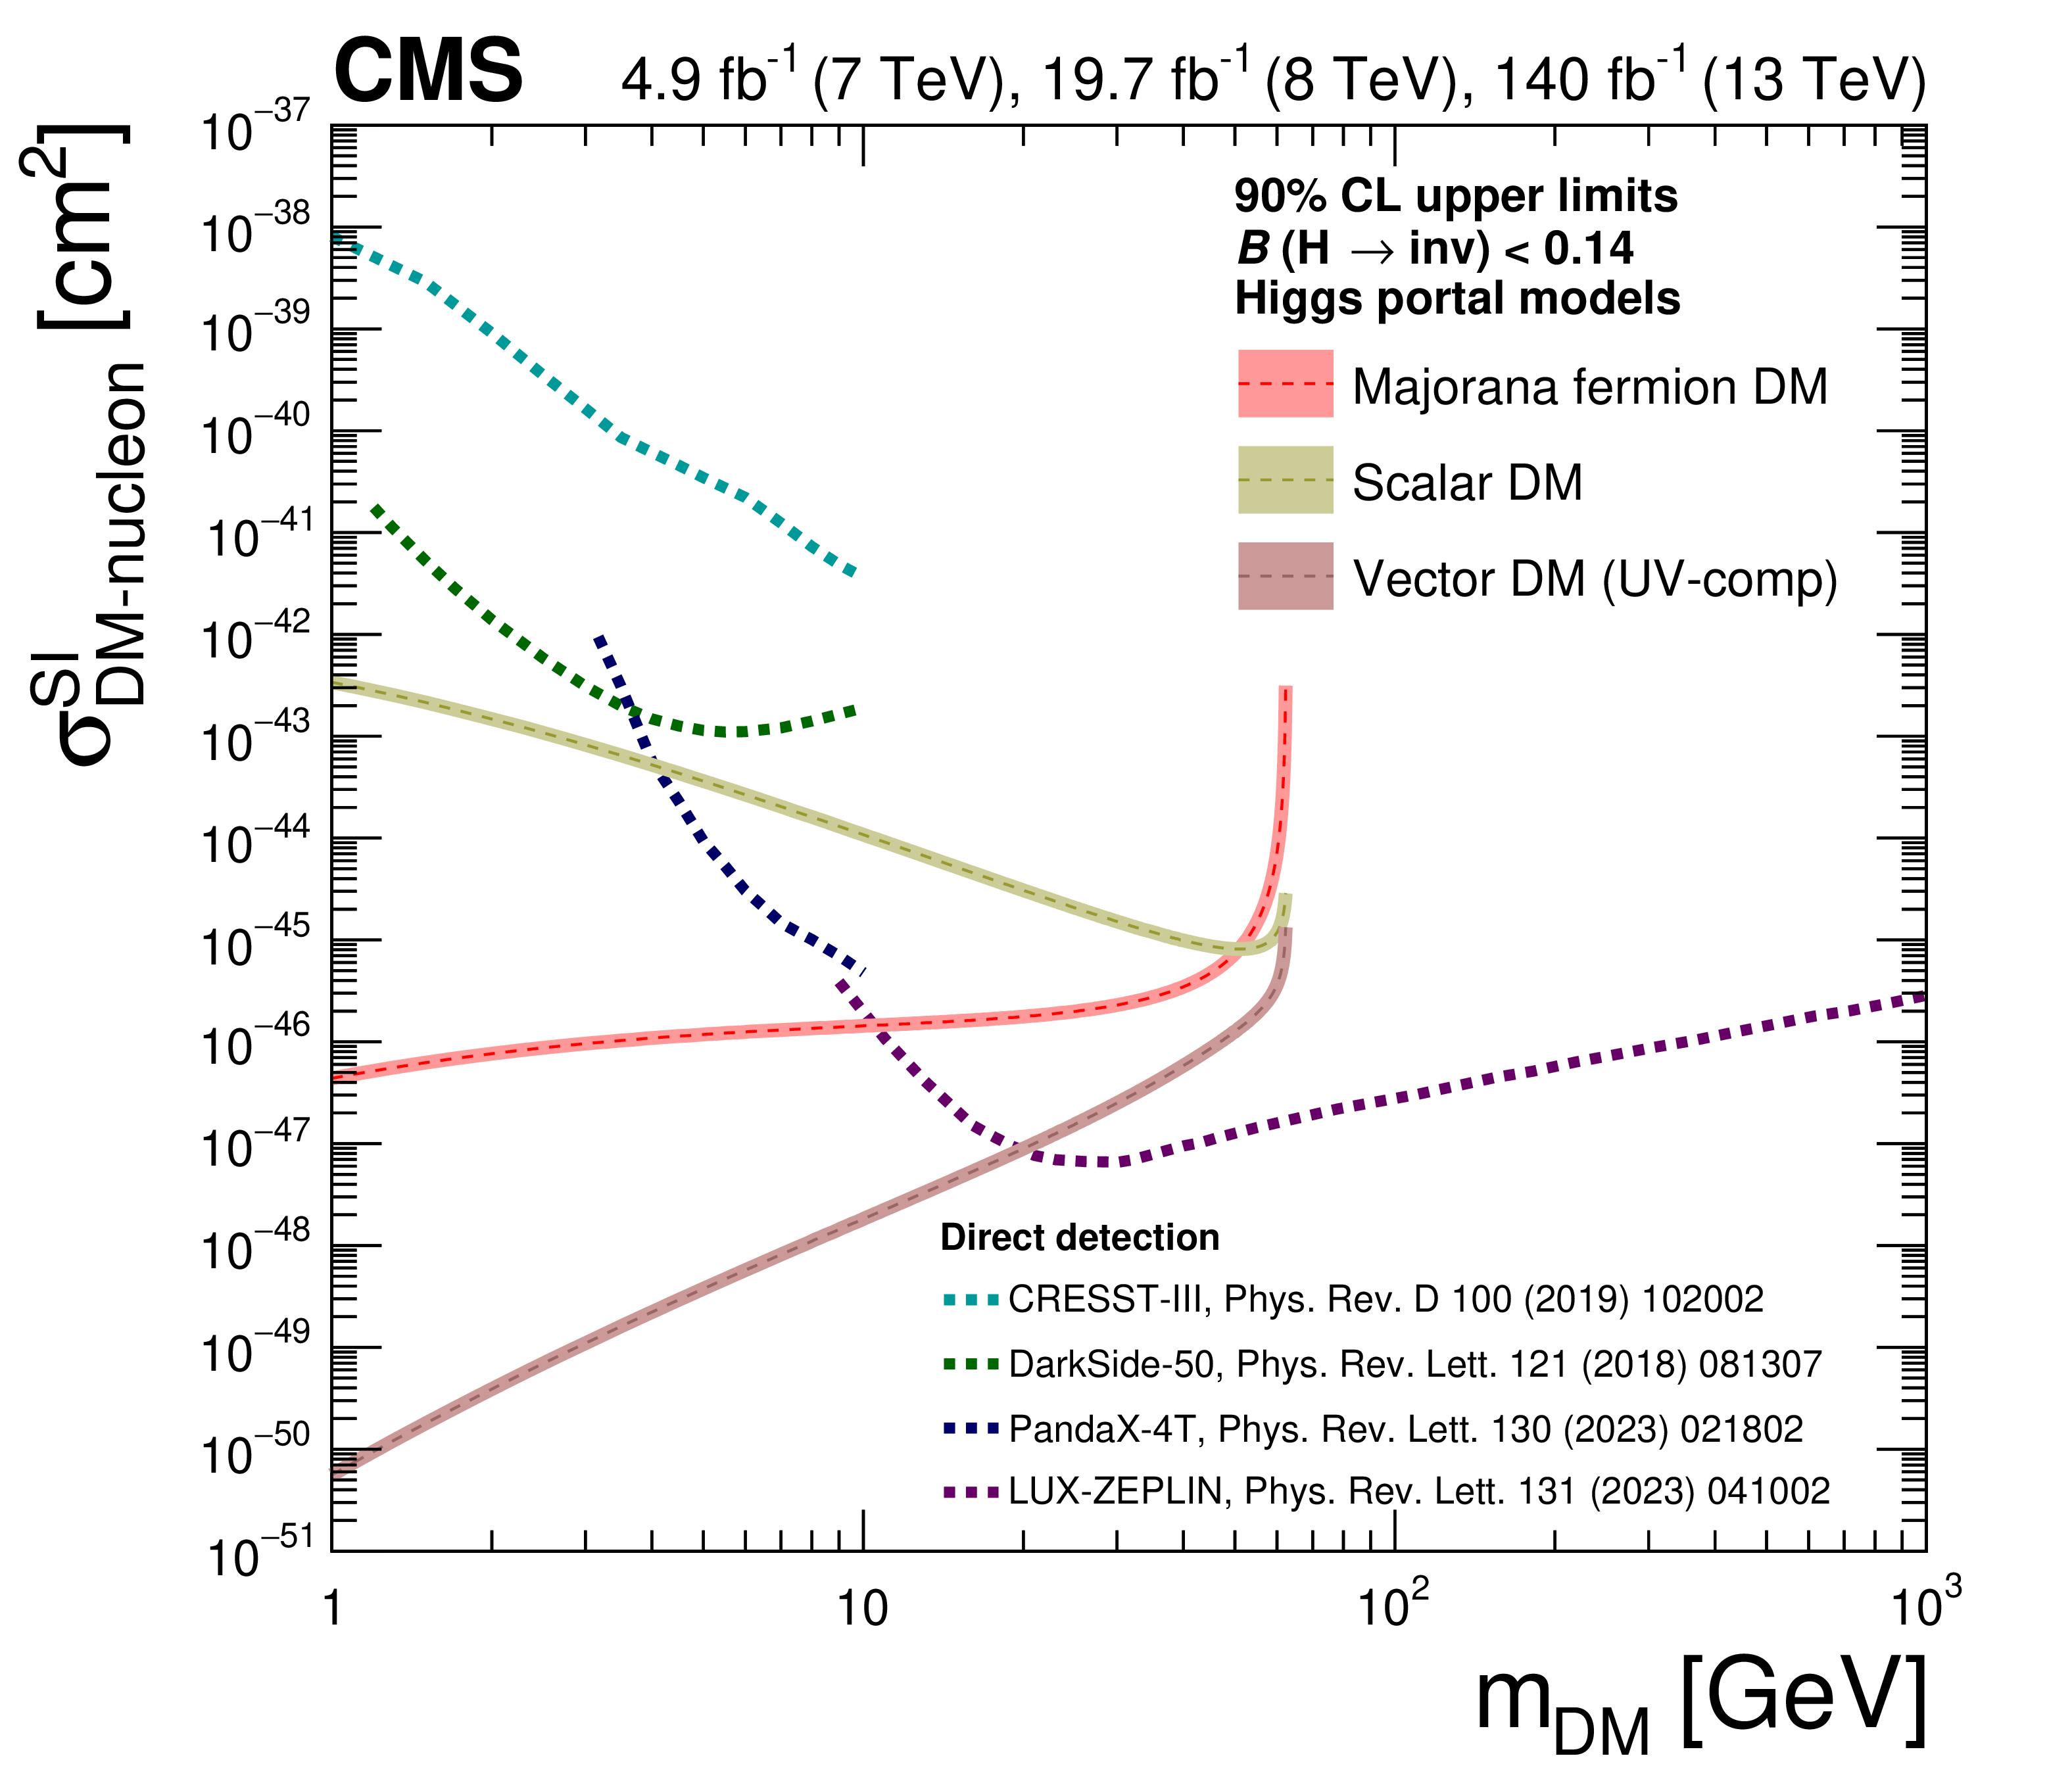 CMS 4.9 fb⁻¹ (7 TeV), 19.7 fb⁻¹ (8 TeV), 140 fb⁻¹ (13 TeV)
σ^SI_DM-nucleon [cm²]
10⁻³⁷
10⁻³⁸
10⁻³⁹
10⁻⁴⁰
10⁻⁴¹
10⁻⁴²
10⁻⁴³
10⁻⁴⁴
10⁻⁴⁵
10⁻⁴⁶
10⁻⁴⁷
10⁻⁴⁸
10⁻⁴⁹
10⁻⁵⁰
10⁻⁵¹
90% CL upper limits
B (H → inv) < 0.14
Higgs portal models
Majorana fermion DM
Scalar DM
Vector DM (UV-comp)
Direct detection
CRESST-III, Phys. Rev. D 100 (2019) 102002
DarkSide-50, Phys. Rev. Lett. 121 (2018) 081307
PandaX-4T, Phys. Rev. Lett. 130 (2023) 021802
LUX-ZEPLIN, Phys. Rev. Lett. 131 (2023) 041002
1 10 10² 10³
m_DM [GeV]